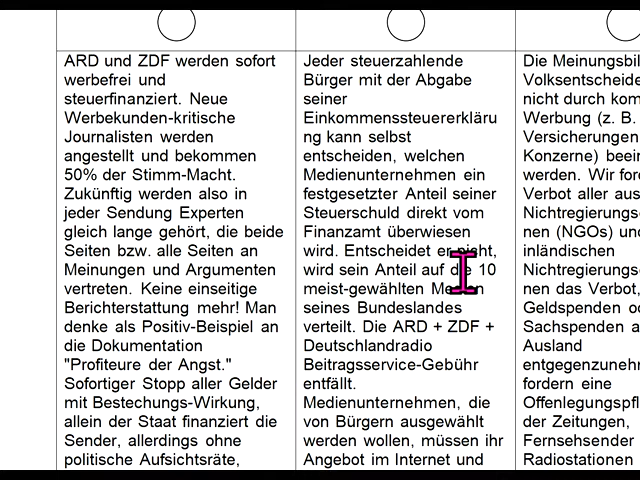 ARD und ZDF werden sofort
werbefrei und
steuerfinanziert. Neue
Werbekunden-kritische
Journalisten werden
angestellt und bekommen
50% der Stimm-Macht.
Zukünftig werden also in
jeder Sendung Experten
gleich lange gehört, die beide
Seiten bzw. alle Seiten an
Meinungen und Argumenten
vertreten. Keine einseitige
Berichterstattung mehr! Man
denke als Positiv-Beispiel an
die Dokumentation
"Profiteure der Angst."
Sofortiger Stopp aller Gelder
mit Bestechungs-Wirkung,
allein der Staat finanziert die
Sender, allerdings ohne
politische Aufsichtsräte,
Jeder steuerzahlende
Bürger mit der Abgabe
seiner
Einkommenssteuererkläru
ng kann selbst
entscheiden, welchen
Medienunternehmen ein
festgesetzter Anteil seiner
Steuerschuld direkt vom
Finanzamt überwiesen
wird. Entscheidet er nicht,
wird sein Anteil auf die 10
meist-gewählten Medien
seines Bundeslandes
verteilt. Die ARD + ZDF +
Deutschlandradio
Beitragsservice-Gebühr
entfällt.
Medienunternehmen, die
von Bürgern ausgewählt
werden wollen, müssen ihr
Angebot im Internet und
Die Meinungsbil
Volksentscheide
nicht durch kom
Werbung (z. B.
Versicherungen
Konzerne) beein
werden. Wir for
Verbot aller aus
Nichtregierungs
nen (NGOs) und
inländischen
Nichtregierungs
nen das Verbot,
Geldspenden o
Sachspenden a
Ausland
entgegenzunehm
fordern eine
Offenlegungspfl
der Zeitungen,
Fernsehsender
Radiostationen